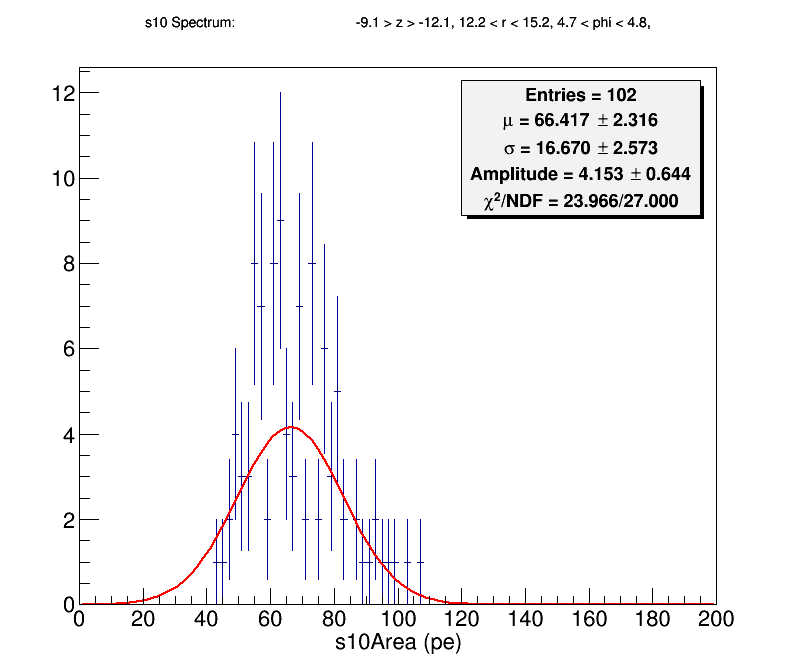 s10 Spectrum: -9.1 > z > -12.1, 12.2 < r < 15.2, 4.7 < phi < 4.8,
Entries = 102
μ = 66.417 ± 2.316
σ = 16.670 ± 2.573
Amplitude = 4.153 ± 0.644
χ²/NDF = 23.966/27.000
12
10
8
6
4
2
0
0 20 40 60 80 100 120 140 160 180 200
s10Area (pe)